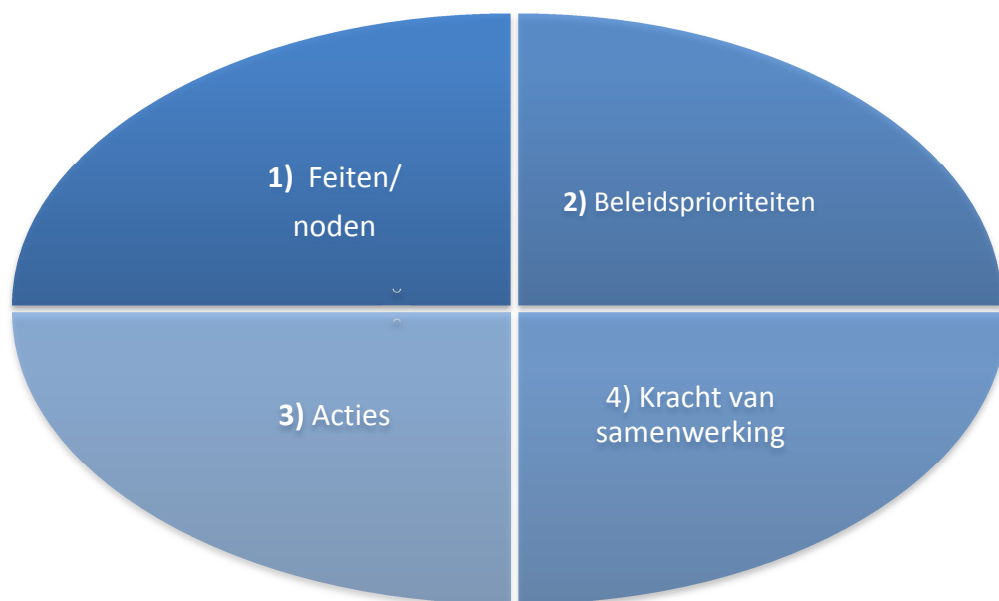 1) Feiten/
noden
2) Beleidsprioriteiten
3) Acties
4) Kracht van
samenwerking